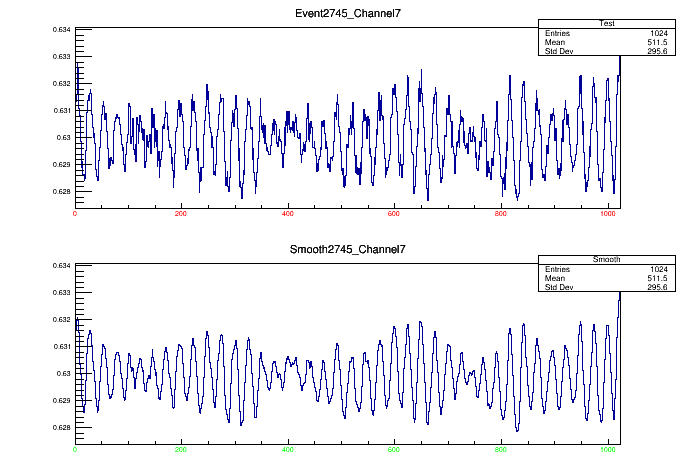 Event2745_Channel7
Test
Entries 1024
Mean 511.5
Std Dev 295.6
0.634
0.633
0.632
0.631
0.63
0.629
0.628
0 200 400 600 800 1000
Smooth2745_Channel7
Smooth
Entries 1024
Mean 511.5
Std Dev 295.6
0.634
0.633
0.632
0.631
0.63
0.629
0.628
0 200 400 600 800 1000